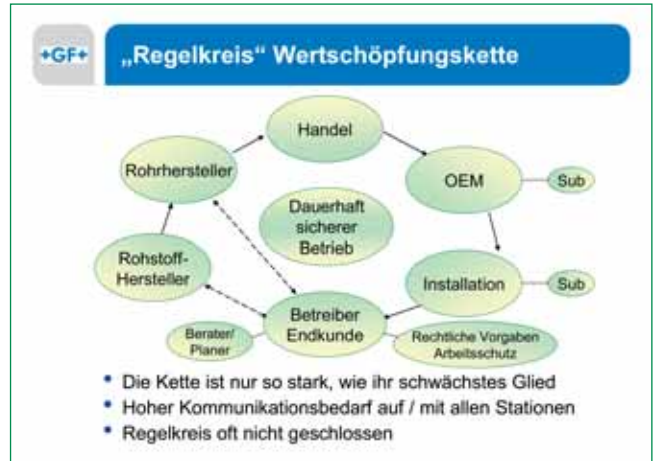 +GF+
„Regelkreis“ Wertschöpfungskette
Handel
Rohrhersteller
OEM
Sub
Dauerhaft
sicherer
Betrieb
Rohstoff-
Hersteller
Installation
Sub
Betreiber
Endkunde
Berater/
Planer
Rechtliche Vorgaben
Arbeitsschutz
• Die Kette ist nur so stark, wie ihr schwächstes Glied
• Hoher Kommunikationsbedarf auf / mit allen Stationen
• Regelkreis oft nicht geschlossen